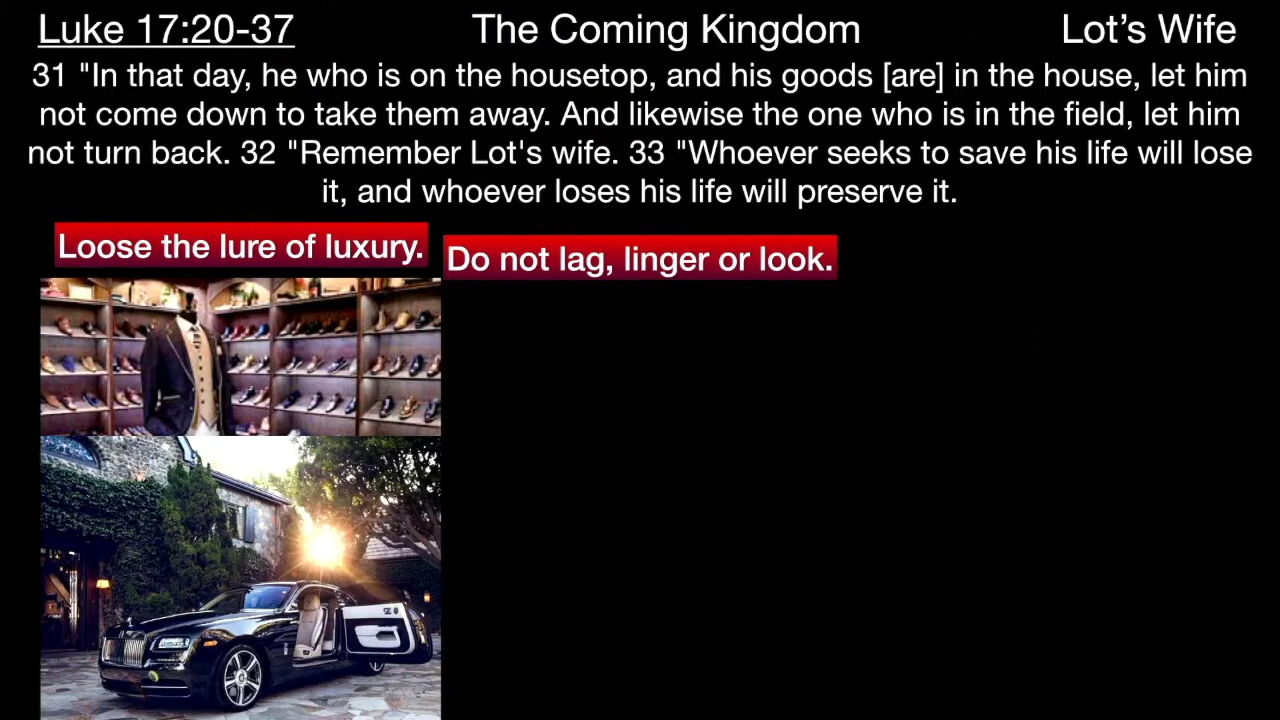 Luke 17:20-37 The Coming Kingdom Lot’s Wife
31 "In that day, he who is on the housetop, and his goods [are] in the house, let him
not come down to take them away. And likewise the one who is in the field, let him
not turn back. 32 "Remember Lot's wife. 33 "Whoever seeks to save his life will lose
it, and whoever loses his life will preserve it.
Loose the lure of luxury.
Do not lag, linger or look.